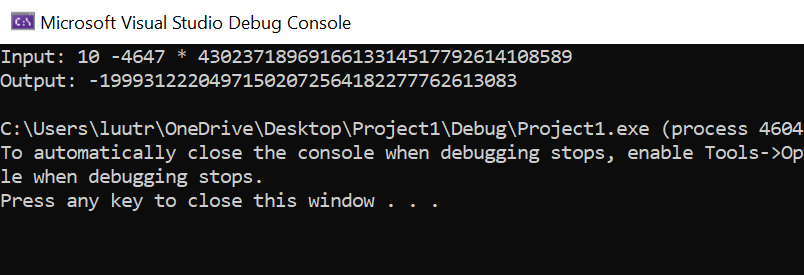 C:\ Microsoft Visual Studio Debug Console
Input: 10 -4647 * 4302371896916613314517792614108589
Output: -19993122204971502072564182277762613083
C:\Users\luutr\OneDrive\Desktop\Project1\Debug\Project1.exe (process 4604
To automatically close the console when debugging stops, enable Tools->Op
le when debugging stops.
Press any key to close this window . . .